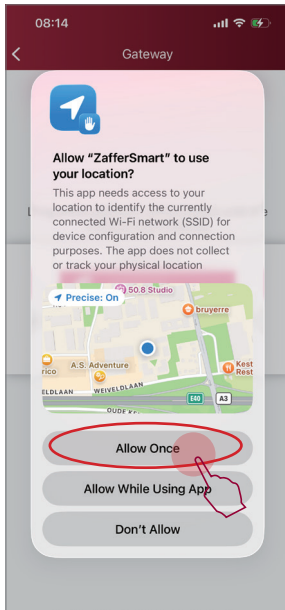 08:14
Gateway
Allow “ZafferSmart” to use
your location?
This app needs access to your
location to identify the currently
connected Wi-Fi network (SSID) for
device configuration and connection
purposes. The app does not collect
or track your physical location
Precise: On
50.8 Studio
bruyerre
A.S. Adventure
rico
Kest
Rest
ELDLAAN
WEIVELDLAAN
E40
A3
Allow Once
Allow While Using App
Don’t Allow